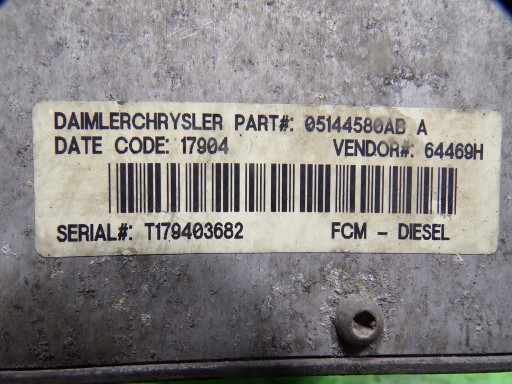 DAIMLERCHRYSLER PART#: 05144580AB A
DATE CODE: 17904 VENDOR#: 64469H
SERIAL#: T179403682 FCM - DIESEL